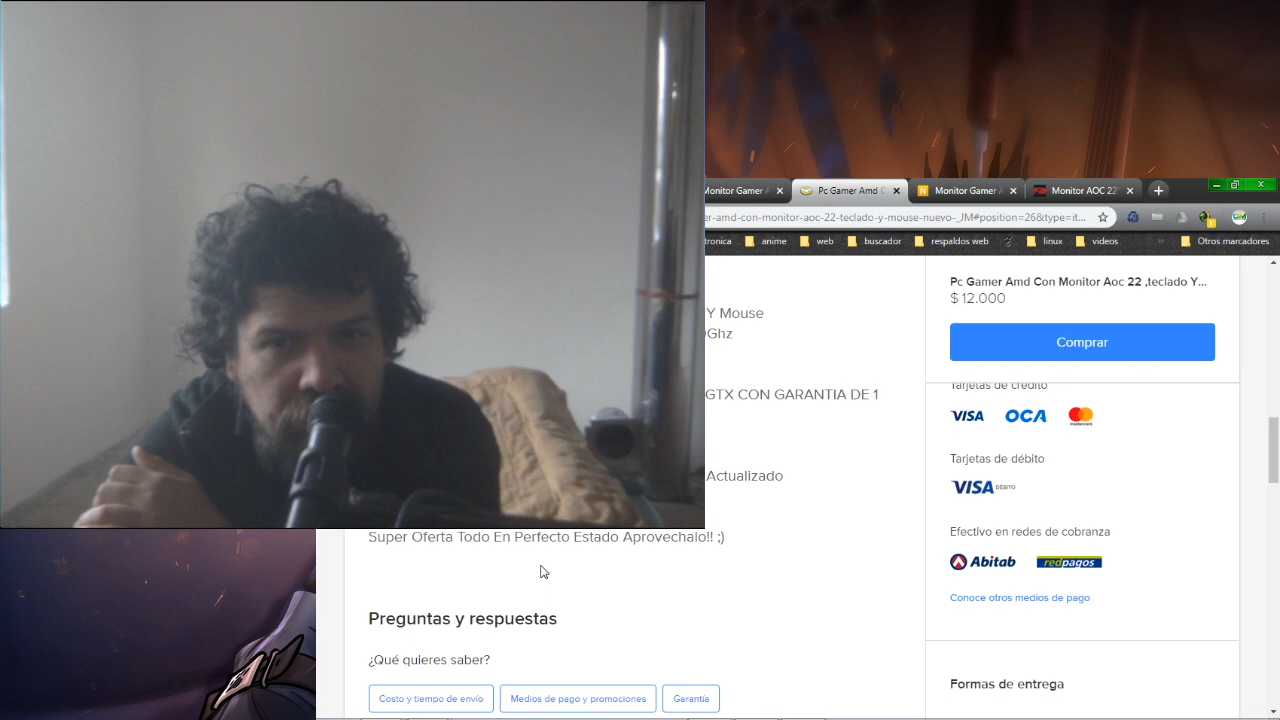 Monitor Gamer A
Pc Gamer Amd C
Monitor Gamer A
Monitor AOC 22"
er-amd-con-monitor-aoc-22-teclado-y-mouse-nuevo-_JM#position=26&type=it...
tronica
anime
web
buscador
respaldos web
linux
videos
Otros marcadores
Y Mouse
Ghz
GTX CON GARANTIA DE 1
Actualizado
Super Oferta Todo En Perfecto Estado Aprovechalo!! ;)
Preguntas y respuestas
¿Qué quieres saber?
Costo y tiempo de envío
Medios de pago y promociones
Garantía
Pc Gamer Amd Con Monitor Aoc 22 ,teclado Y...
$ 12.000
Comprar
Tarjetas de crédito
VISA OCA mastercard
Tarjetas de débito
VISA DÉBITO
Efectivo en redes de cobranza
Abitab redpagos
Conoce otros medios de pago
Formas de entrega